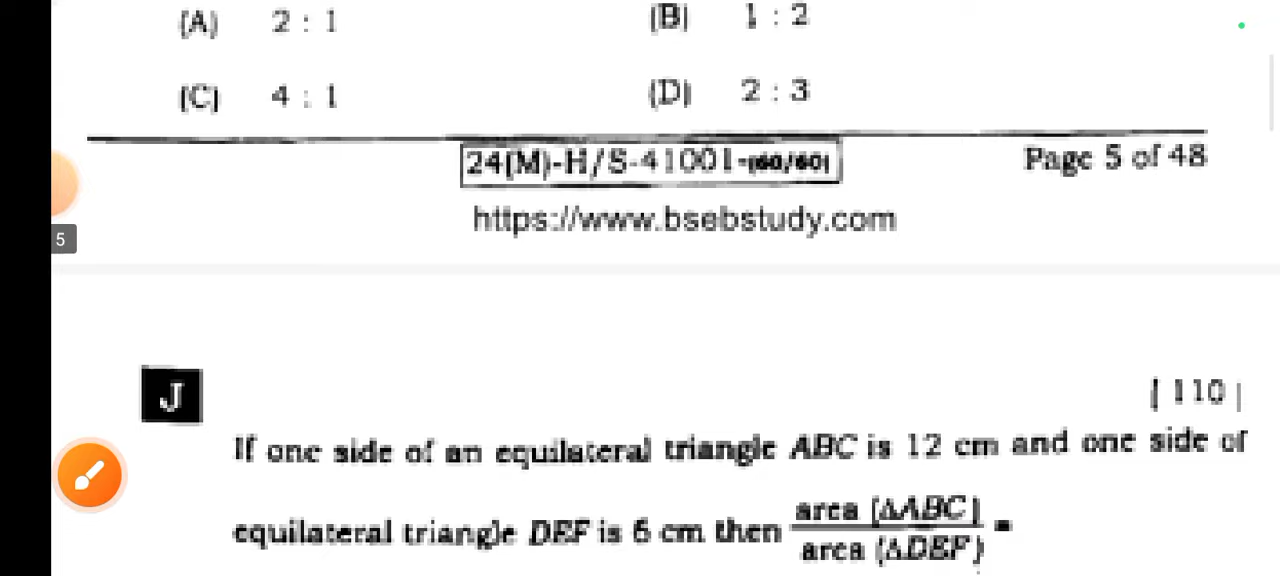 (A) 2 : 1 (B) 1 : 2
(C) 4 : 1 (D) 2 : 3
24(M)-H/S-41001-(60/60) Page 5 of 48
https://www.bsebstudy.com
5
J [ 110 ]
If one side of an equilateral triangle ABC is 12 cm and one side of
equilateral triangle DEF is 6 cm then area (ΔABC) / area (ΔDEF) =